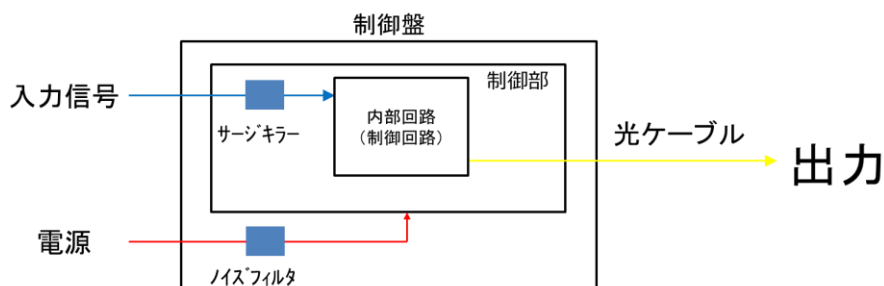 制御盤
制御部
入力信号
サージキラー
内部回路
(制御回路)
光ケーブル
出力
電源
ノイズフィルタ